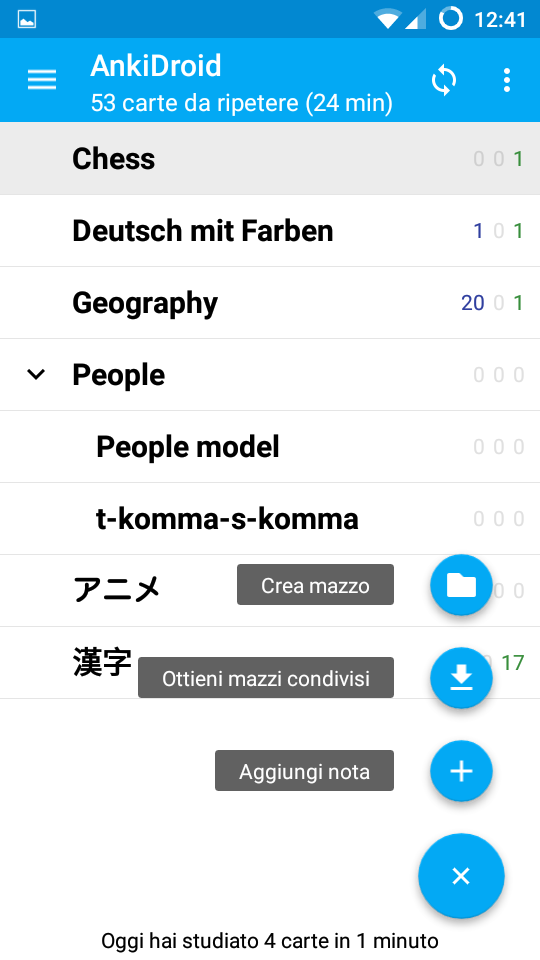 12:41
AnkiDroid
53 carte da ripetere (24 min)
Chess 0 0 1
Deutsch mit Farben 1 0 1
Geography 20 0 1
People 0 0 0
People model 0 0 0
t-komma-s-komma 0 0 0
アニメ Crea mazzo 0 0
漢字 17
Ottieni mazzi condivisi
Aggiungi nota
Oggi hai studiato 4 carte in 1 minuto